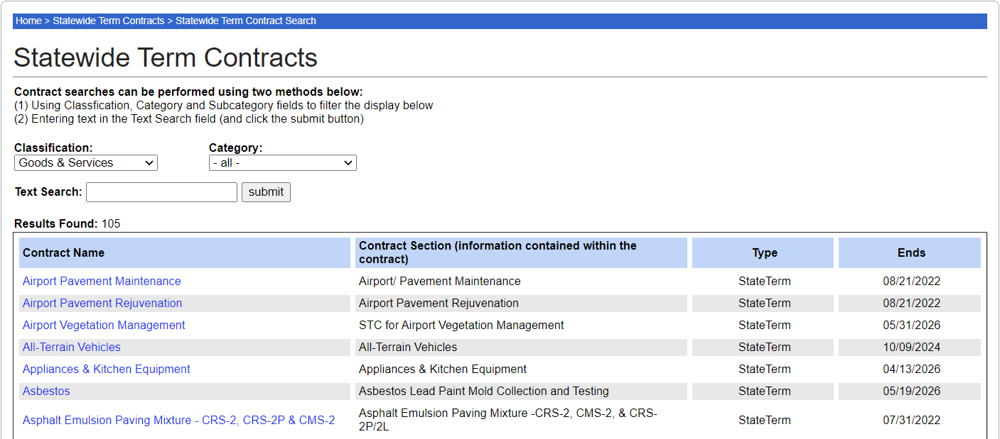 Home > Statewide Term Contracts > Statewide Term Contract Search
Statewide Term Contracts
Contract searches can be performed using two methods below:
(1) Using Classfication, Category and Subcategory fields to filter the display below
(2) Entering text in the Text Search field (and click the submit button)
Classification: Category:
Goods & Services - all -
Text Search: submit
Results Found: 105
Contract Name Contract Section (information contained within the contract) Type Ends
Airport Pavement Maintenance Airport/ Pavement Maintenance StateTerm 08/21/2022
Airport Pavement Rejuvenation Airport Pavement Rejuvenation StateTerm 08/21/2022
Airport Vegetation Management STC for Airport Vegetation Management StateTerm 05/31/2026
All-Terrain Vehicles All-Terrain Vehicles StateTerm 10/09/2024
Appliances & Kitchen Equipment Appliances & Kitchen Equipment StateTerm 04/13/2026
Asbestos Asbestos Lead Paint Mold Collection and Testing StateTerm 05/19/2026
Asphalt Emulsion Paving Mixture - CRS-2, CRS-2P & CMS-2 Asphalt Emulsion Paving Mixture -CRS-2, CMS-2, & CRS-2P/2L StateTerm 07/31/2022